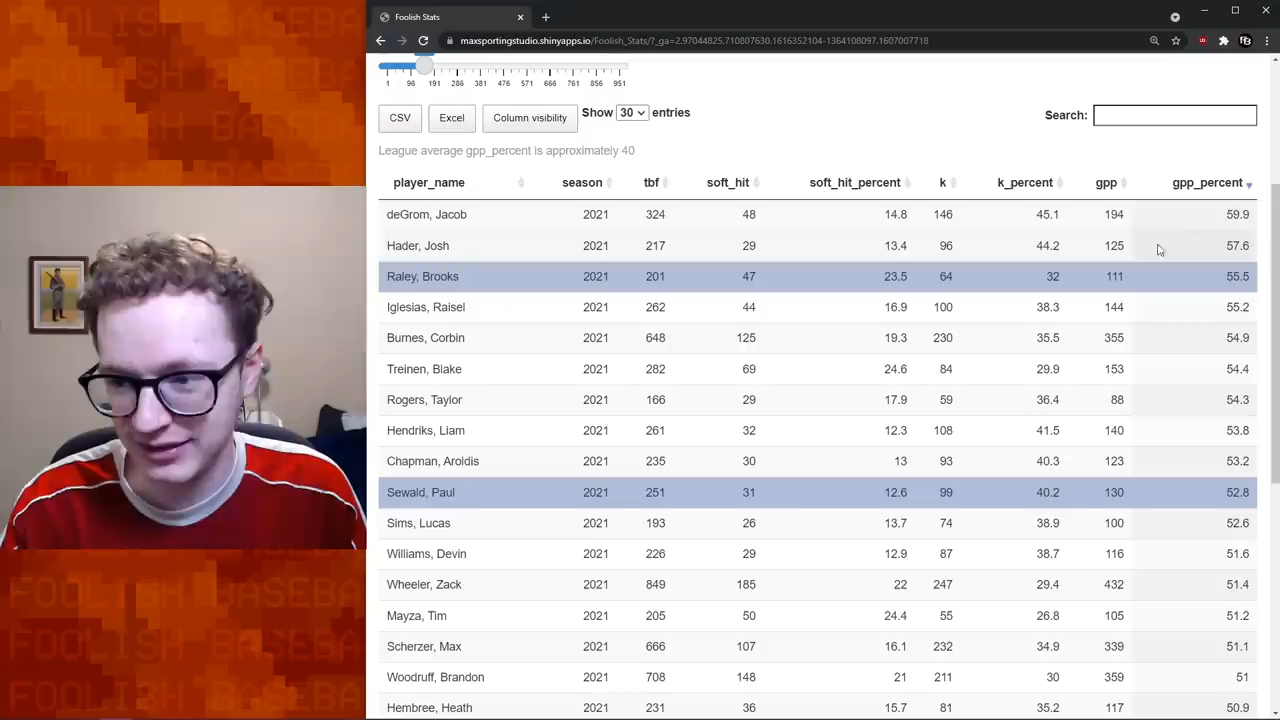 Foolish Stats
maxsportingstudio.shinyapps.io/Foolish_Stats/?_ga=2.97044825.710807630.1616352104-1364108097.1607007718
1 96 191 286 381 476 571 666 761 856 951
CSV Excel Column visibility Show 30 entries Search:
League average gpp_percent is approximately 40
player_name season tbf soft_hit soft_hit_percent k k_percent gpp gpp_percent
deGrom, Jacob 2021 324 48 14.8 146 45.1 194 59.9
Hader, Josh 2021 217 29 13.4 96 44.2 125 57.6
Raley, Brooks 2021 201 47 23.5 64 32 111 55.5
Iglesias, Raisel 2021 262 44 16.9 100 38.3 144 55.2
Burnes, Corbin 2021 648 125 19.3 230 35.5 355 54.9
Treinen, Blake 2021 282 69 24.6 84 29.9 153 54.4
Rogers, Taylor 2021 166 29 17.9 59 36.4 88 54.3
Hendriks, Liam 2021 261 32 12.3 108 41.5 140 53.8
Chapman, Aroldis 2021 235 30 13 93 40.3 123 53.2
Sewald, Paul 2021 251 31 12.6 99 40.2 130 52.8
Sims, Lucas 2021 193 26 13.7 74 38.9 100 52.6
Williams, Devin 2021 226 29 12.9 87 38.7 116 51.6
Wheeler, Zack 2021 849 185 22 247 29.4 432 51.4
Mayza, Tim 2021 205 50 24.4 55 26.8 105 51.2
Scherzer, Max 2021 666 107 16.1 232 34.9 339 51.1
Woodruff, Brandon 2021 708 148 21 211 30 359 51
Hembree, Heath 2021 231 36 15.7 81 35.2 117 50.9
FOOLISH BASEBA
FOOLISH BASEBA
FOOLISH BASEBA